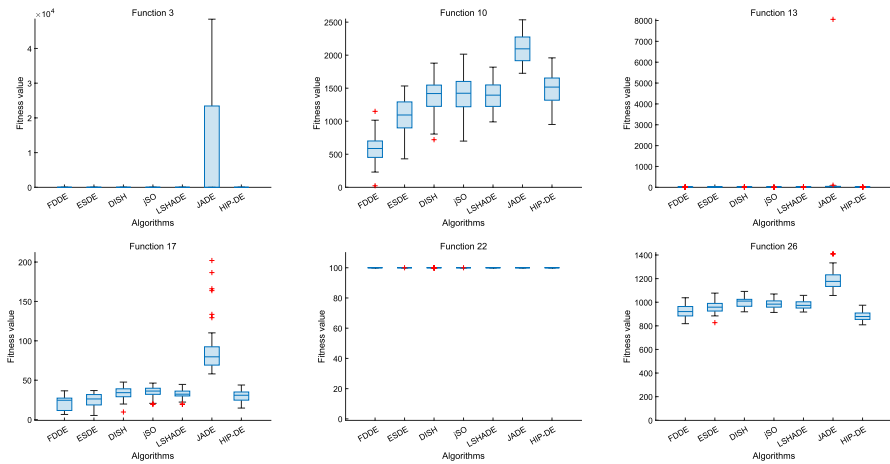 Function 3
×10⁴
4
3
2
1
0
Fitness value
FDDE ESDE DISH jSO LSHADE JADE HIP-DE
Algorithms
Function 10
2500
2000
1500
1000
500
0
Fitness value
FDDE ESDE DISH jSO LSHADE JADE HIP-DE
Algorithms
Function 13
8000
7000
6000
5000
4000
3000
2000
1000
0
Fitness value
FDDE ESDE DISH jSO LSHADE JADE HIP-DE
Algorithms
Function 17
200
150
100
50
0
Fitness value
FDDE ESDE DISH jSO LSHADE JADE HIP-DE
Algorithms
Function 22
100
80
60
40
20
0
Fitness value
FDDE ESDE DISH jSO LSHADE JADE HIP-DE
Algorithms
Function 26
1400
1200
1000
800
600
400
200
0
Fitness value
FDDE ESDE DISH jSO LSHADE JADE HIP-DE
Algorithms